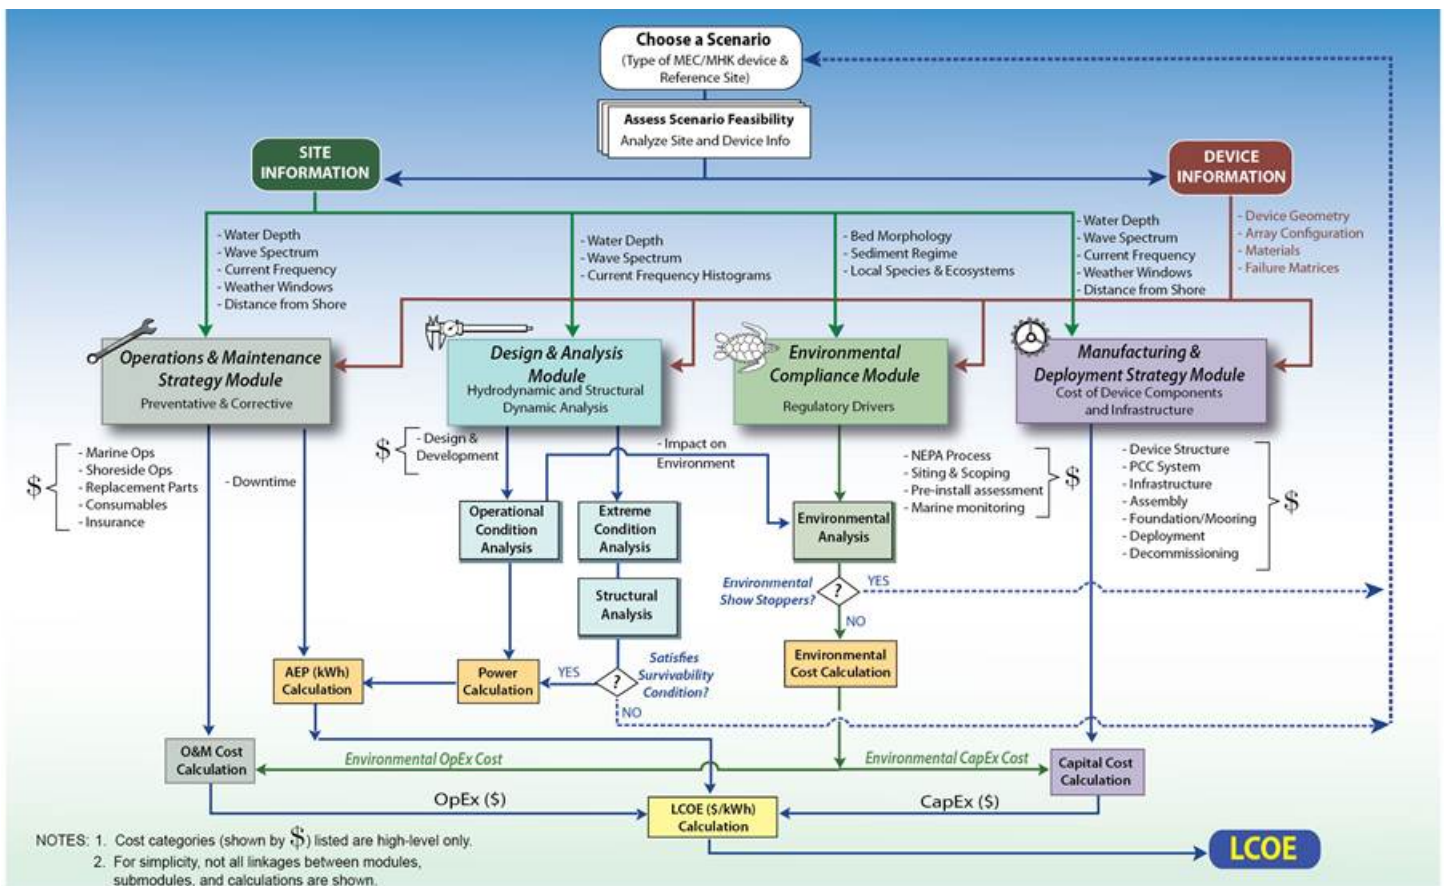 Choose a Scenario
(Type of MEC/MHK device &
Reference Site)
Assess Scenario Feasibility
Analyze Site and Device Info
SITE
INFORMATION
DEVICE
INFORMATION
- Water Depth
- Wave Spectrum
- Current Frequency
- Weather Windows
- Distance from Shore
- Water Depth
- Wave Spectrum
- Current Frequency Histograms
- Bed Morphology
- Sediment Regime
- Local Species & Ecosystems
- Water Depth
- Wave Spectrum
- Current Frequency
- Weather Windows
- Distance from Shore
- Device Geometry
- Array Configuration
- Materials
- Failure Matrices
Operations & Maintenance
Strategy Module
Preventative & Corrective
Design & Analysis
Module
Hydrodynamic and Structural
Dynamic Analysis
Environmental
Compliance Module
Regulatory Drivers
Manufacturing &
Deployment Strategy Module
Cost of Device Components
and Infrastructure
$
- Marine Ops
- Shoreside Ops
- Replacement Parts
- Consumables
- Insurance
- Downtime
$
- Design &
Development
- Impact on
Environment
- NEPA Process
- Siting & Scoping
- Pre-install assessment
- Marine monitoring
$
- Device Structure
- PCC System
- Infrastructure
- Assembly
- Foundation/Mooring
- Deployment
- Decommissioning
$
Operational
Condition
Analysis
Extreme
Condition
Analysis
Environmental
Analysis
Structural
Analysis
Environmental
Show Stoppers?
?
YES
NO
AEP (kWh)
Calculation
Power
Calculation
YES
?
Satisfies
Survivability
Condition?
NO
Environmental
Cost Calculation
O&M Cost
Calculation
Environmental OpEx Cost
Environmental CapEx Cost
Capital Cost
Calculation
OpEx ($)
LCOE ($/kWh)
Calculation
CapEx ($)
LCOE
NOTES: 1. Cost categories (shown by $) listed are high-level only.
2. For simplicity, not all linkages between modules,
submodules, and calculations are shown.